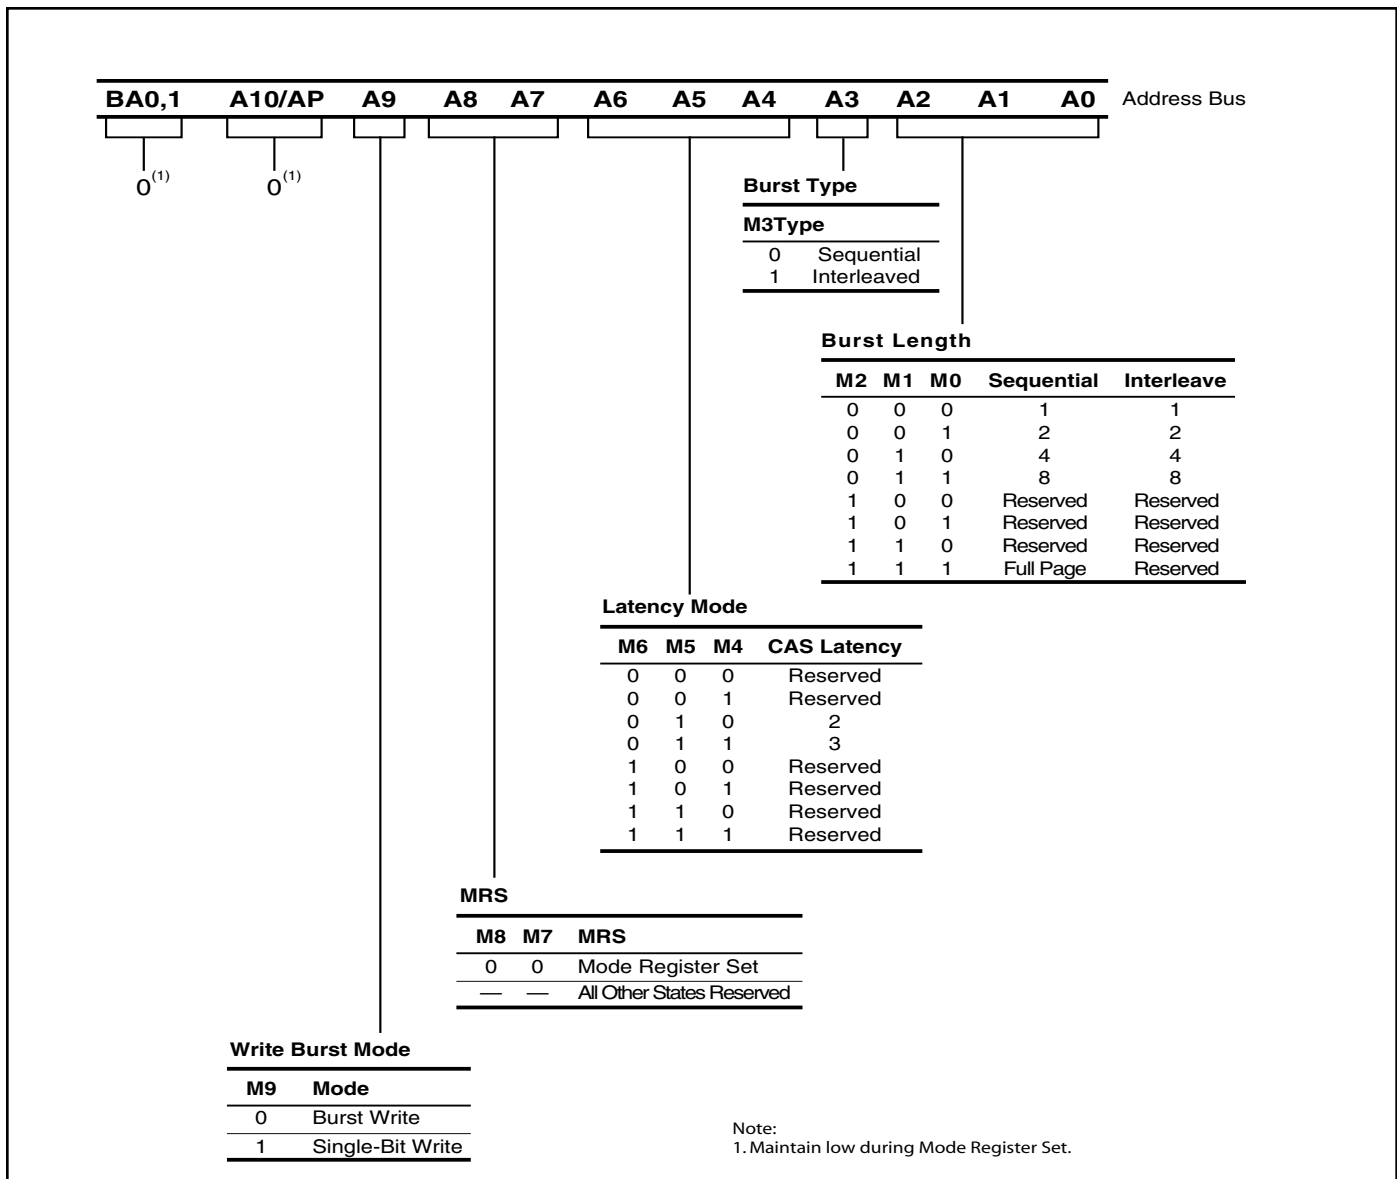 BA0,1 A10/AP A9 A8 A7 A6 A5 A4 A3 A2 A1 A0 Address Bus
0(1) 0(1)
Burst Type
M3Type
0 Sequential
1 Interleaved
Burst Length
M2 M1 M0 Sequential Interleave
0 0 0 1 1
0 0 1 2 2
0 1 0 4 4
0 1 1 8 8
1 0 0 Reserved Reserved
1 0 1 Reserved Reserved
1 1 0 Reserved Reserved
1 1 1 Full Page Reserved
Latency Mode
M6 M5 M4 CAS Latency
0 0 0 Reserved
0 0 1 Reserved
0 1 0 2
0 1 1 3
1 0 0 Reserved
1 0 1 Reserved
1 1 0 Reserved
1 1 1 Reserved
MRS
M8 M7 MRS
0 0 Mode Register Set
— — All Other States Reserved
Write Burst Mode
M9 Mode
0 Burst Write
1 Single-Bit Write
Note:
1. Maintain low during Mode Register Set.